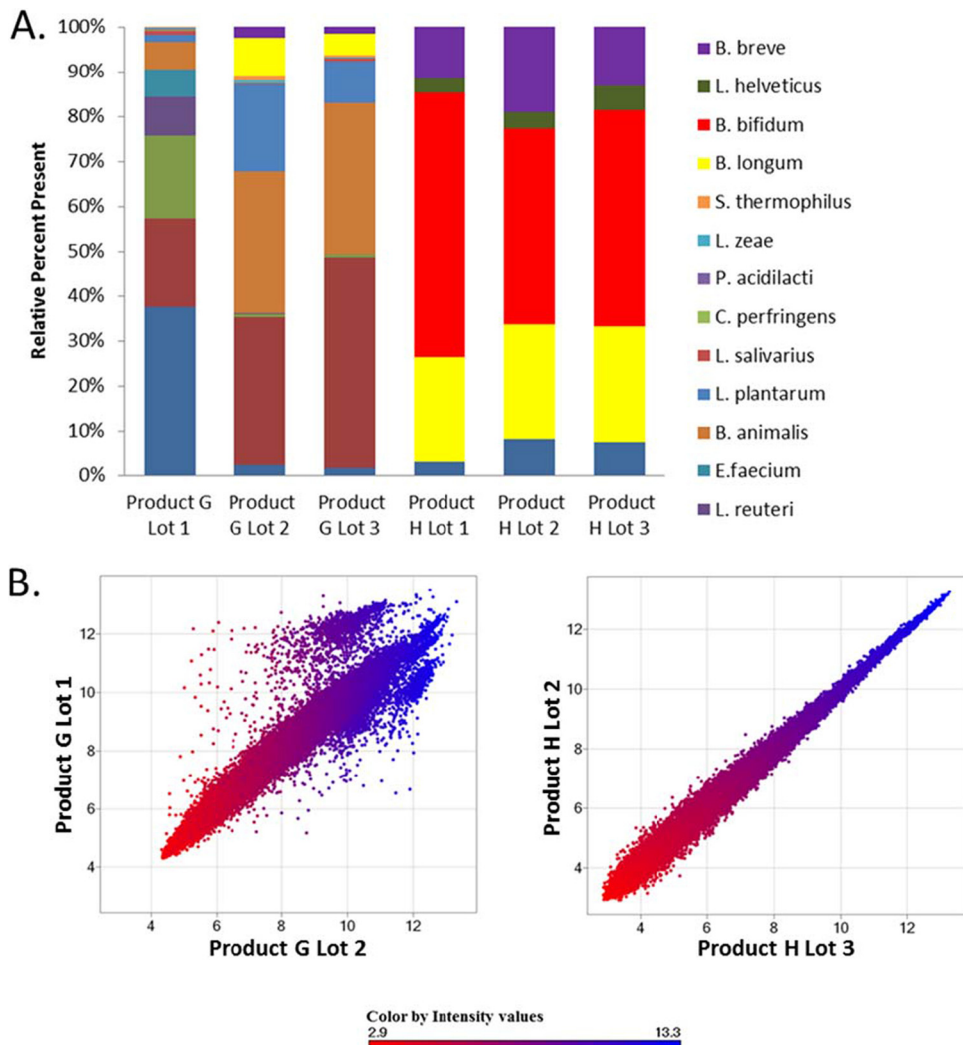 A.
Relative Percent Present
100%
90%
80%
70%
60%
50%
40%
30%
20%
10%
0%
Product G Lot 1
Product G Lot 2
Product G Lot 3
Product H Lot 1
Product H Lot 2
Product H Lot 3
B. breve
L. helveticus
B. bifidum
B. longum
S. thermophilus
L. zeae
P. acidilacti
C. perfringens
L. salivarius
L. plantarum
B. animalis
E.faecium
L. reuteri
B.
Product G Lot 1
12
10
8
6
4
4 6 8 10 12
Product G Lot 2
Product H Lot 2
12
10
8
6
4
4 6 8 10 12
Product H Lot 3
Color by Intensity values
2.9 13.3